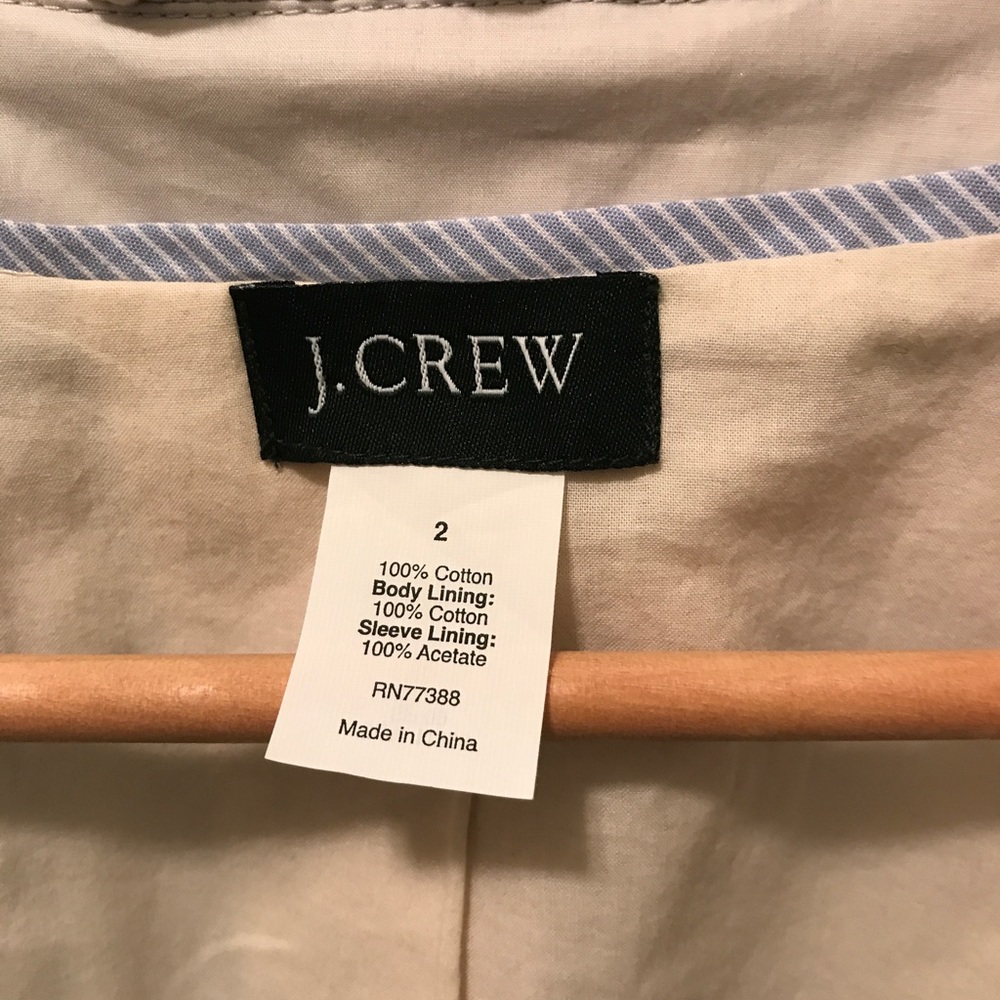 J.CREW
2
100% Cotton
Body Lining:
100% Cotton
Sleeve Lining:
100% Acetate
RN77388
Made in China